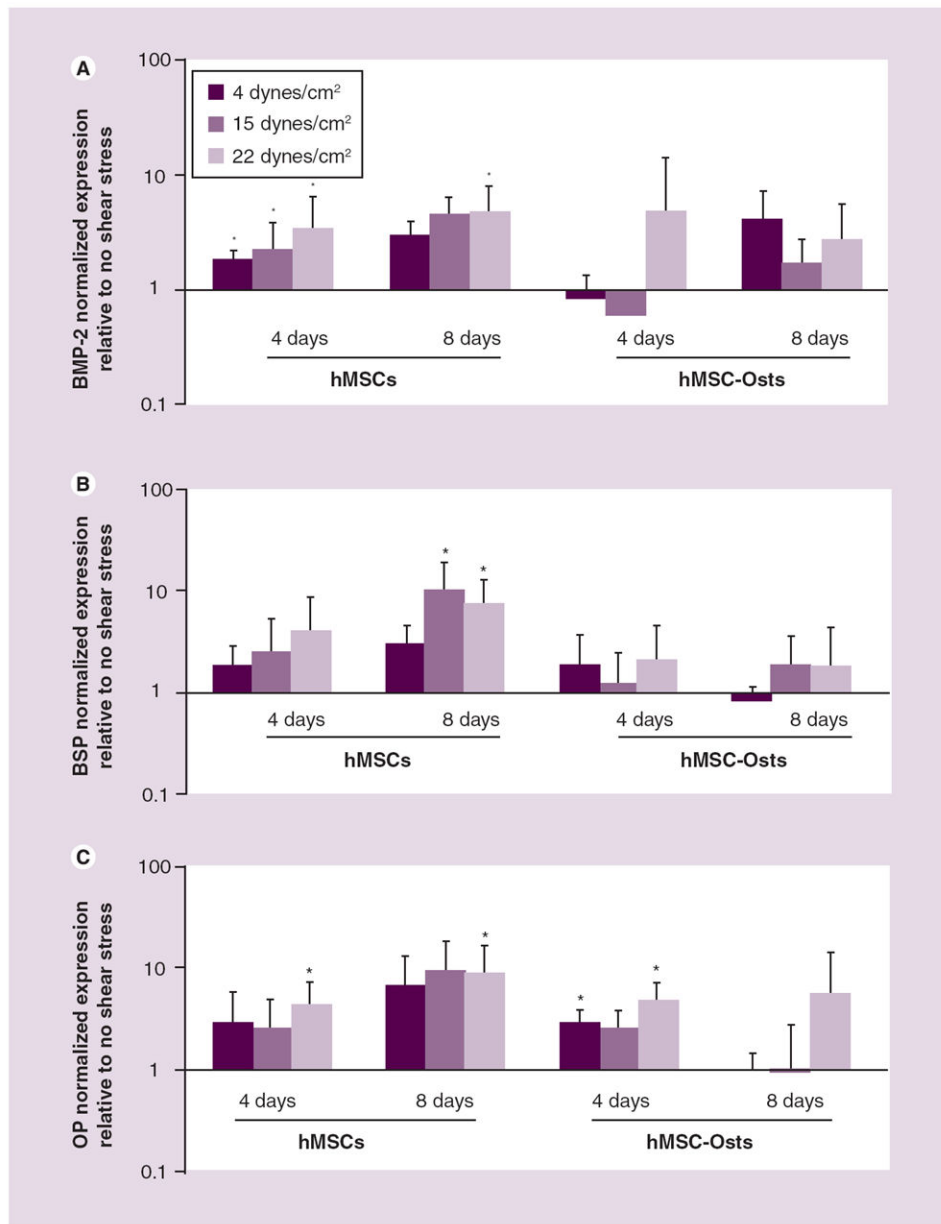 A
BMP-2 normalized expression
relative to no shear stress
100
10
1
0.1
4 dynes/cm²
15 dynes/cm²
22 dynes/cm²
* * * *
4 days 8 days 4 days 8 days
hMSCs hMSC-Osts
B
BSP normalized expression
relative to no shear stress
100
10
1
0.1
* *
4 days 8 days 4 days 8 days
hMSCs hMSC-Osts
C
OP normalized expression
relative to no shear stress
100
10
1
0.1
* * * *
4 days 8 days 4 days 8 days
hMSCs hMSC-Osts